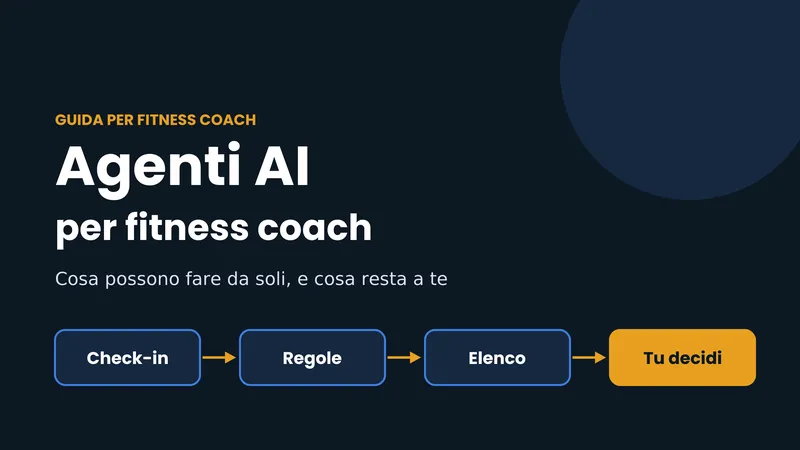 GUIDA PER FITNESS COACH
Agenti AI
per fitness coach
Cosa possono fare da soli, e cosa resta a te
Check-in
Regole
Elenco
Tu decidi